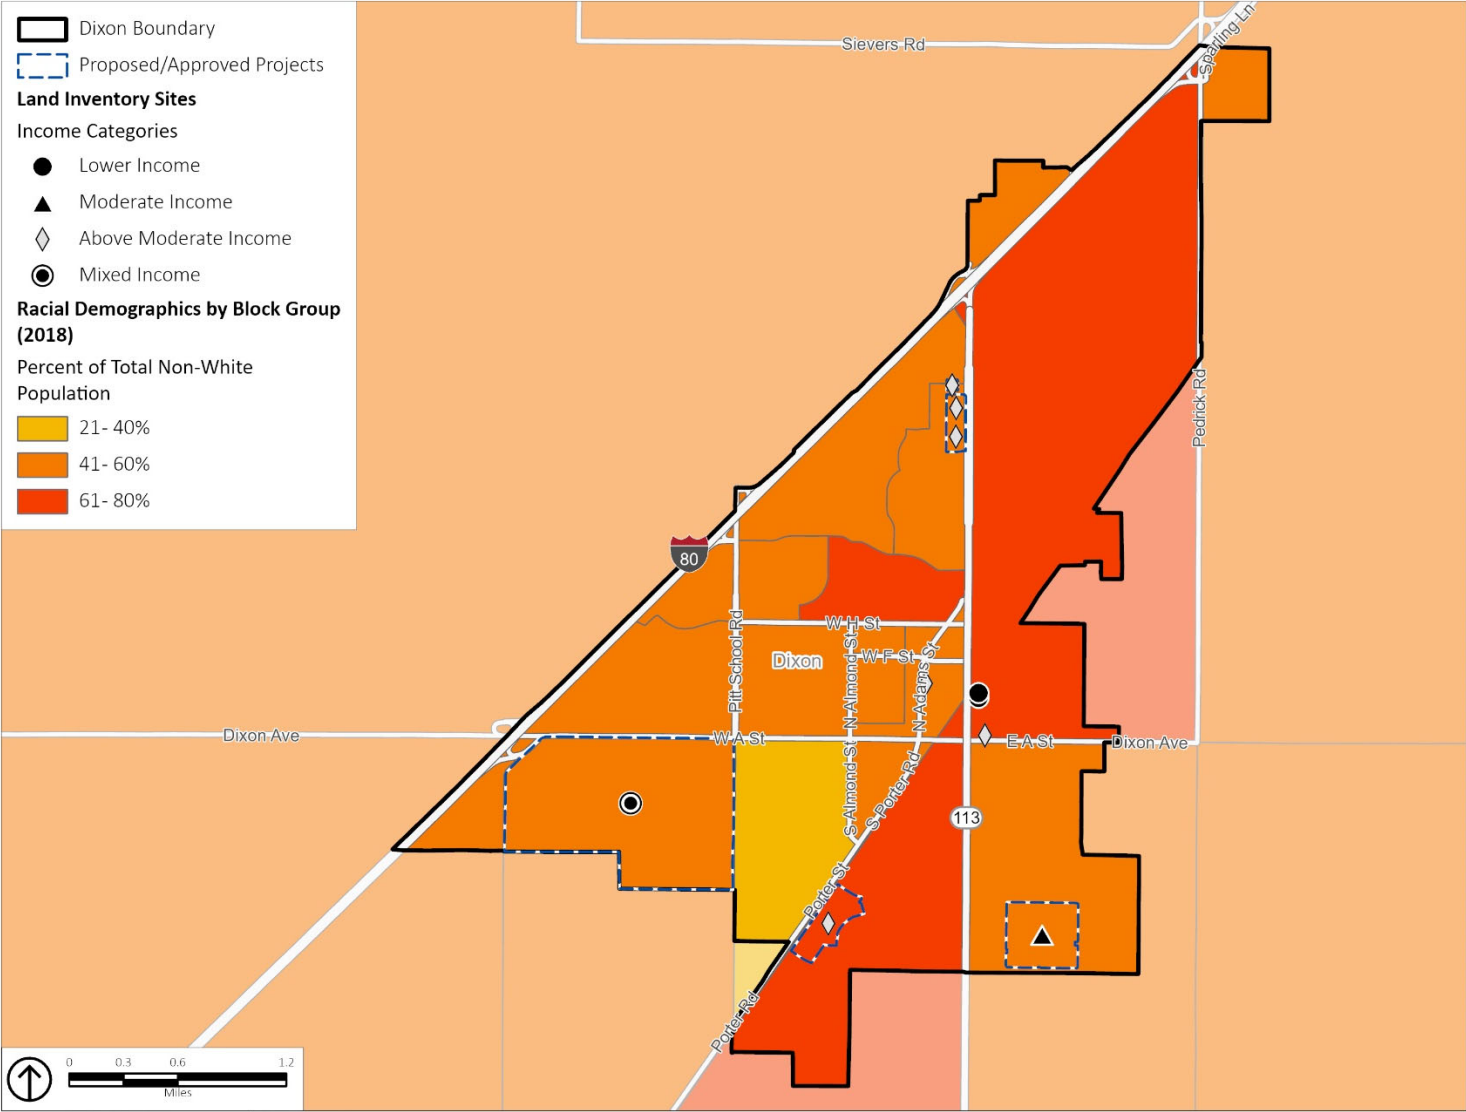 Dixon Boundary
Proposed/Approved Projects
Land Inventory Sites
Income Categories
Lower Income
Moderate Income
Above Moderate Income
Mixed Income
Racial Demographics by Block Group
(2018)
Percent of Total Non-White
Population
21- 40%
41- 60%
61- 80%
Sievers Rd
Sparling Ln
Pedrick Rd
80
W H St
Pitt School Rd
Dixon
N Almond St
W F St
N Adams St
Dixon Ave
W A St
E A St
Dixon Ave
S Almond St
S Porter Rd
113
Porter St
Porter Rd
0 0.3 0.6 1.2
Miles